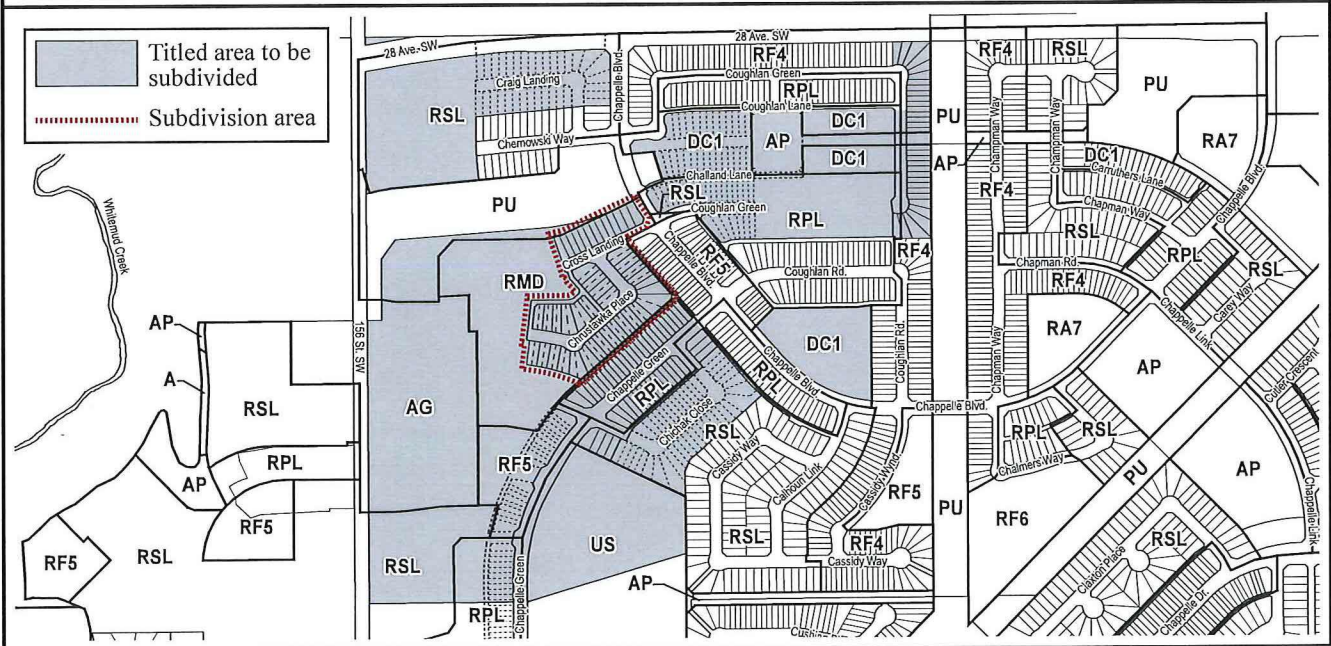 Titled area to be
subdivided
Subdivision area
28 Ave. SW
28 Ave. SW
RF4
RF4
RSL
Craig Landing
Chappelle Blvd.
Coughlan Green
RPL
Coughlan Lane
PU
RSL
Chernowski Way
DC1
AP
DC1
DC1
PU
AP
Chapman Way
Chapman Way
RA7
DC1
Carruthers Lane
Chappelle Blvd.
Challand Lane
RSL
Coughlan Green
RPL
RF4
Chapman Way
RSL
RPL
RSL
Carey Way
Whitemud Creek
PU
Cross Landing
RMD
Christawka Place
Chappelle Blvd.
RF5
Coughlan Rd.
RF4
Chapman Rd.
RF4
Chappelle Link
RA7
AP
Cutler Crescent
156 St. SW
AP
A
RSL
AG
Chappelle Green
RPL
Chichak Close
RPL
Chappelle Blvd.
DC1
Coughlan Rd.
Chapman Way
Chappelle Blvd.
RSL
Cassidy Way
Calhoun Link
Cassidy Wynd
RPL
RSL
Chalmers Way
PU
AP
RPL
AP
RF5
RF5
RF5
PU
RF6
Chappelle Link
RF5
RSL
RSL
US
RSL
RF4
Cassidy Way
RSL
Claxton Place
AP
RPL
Chappelle Green
Chappelle Dr.